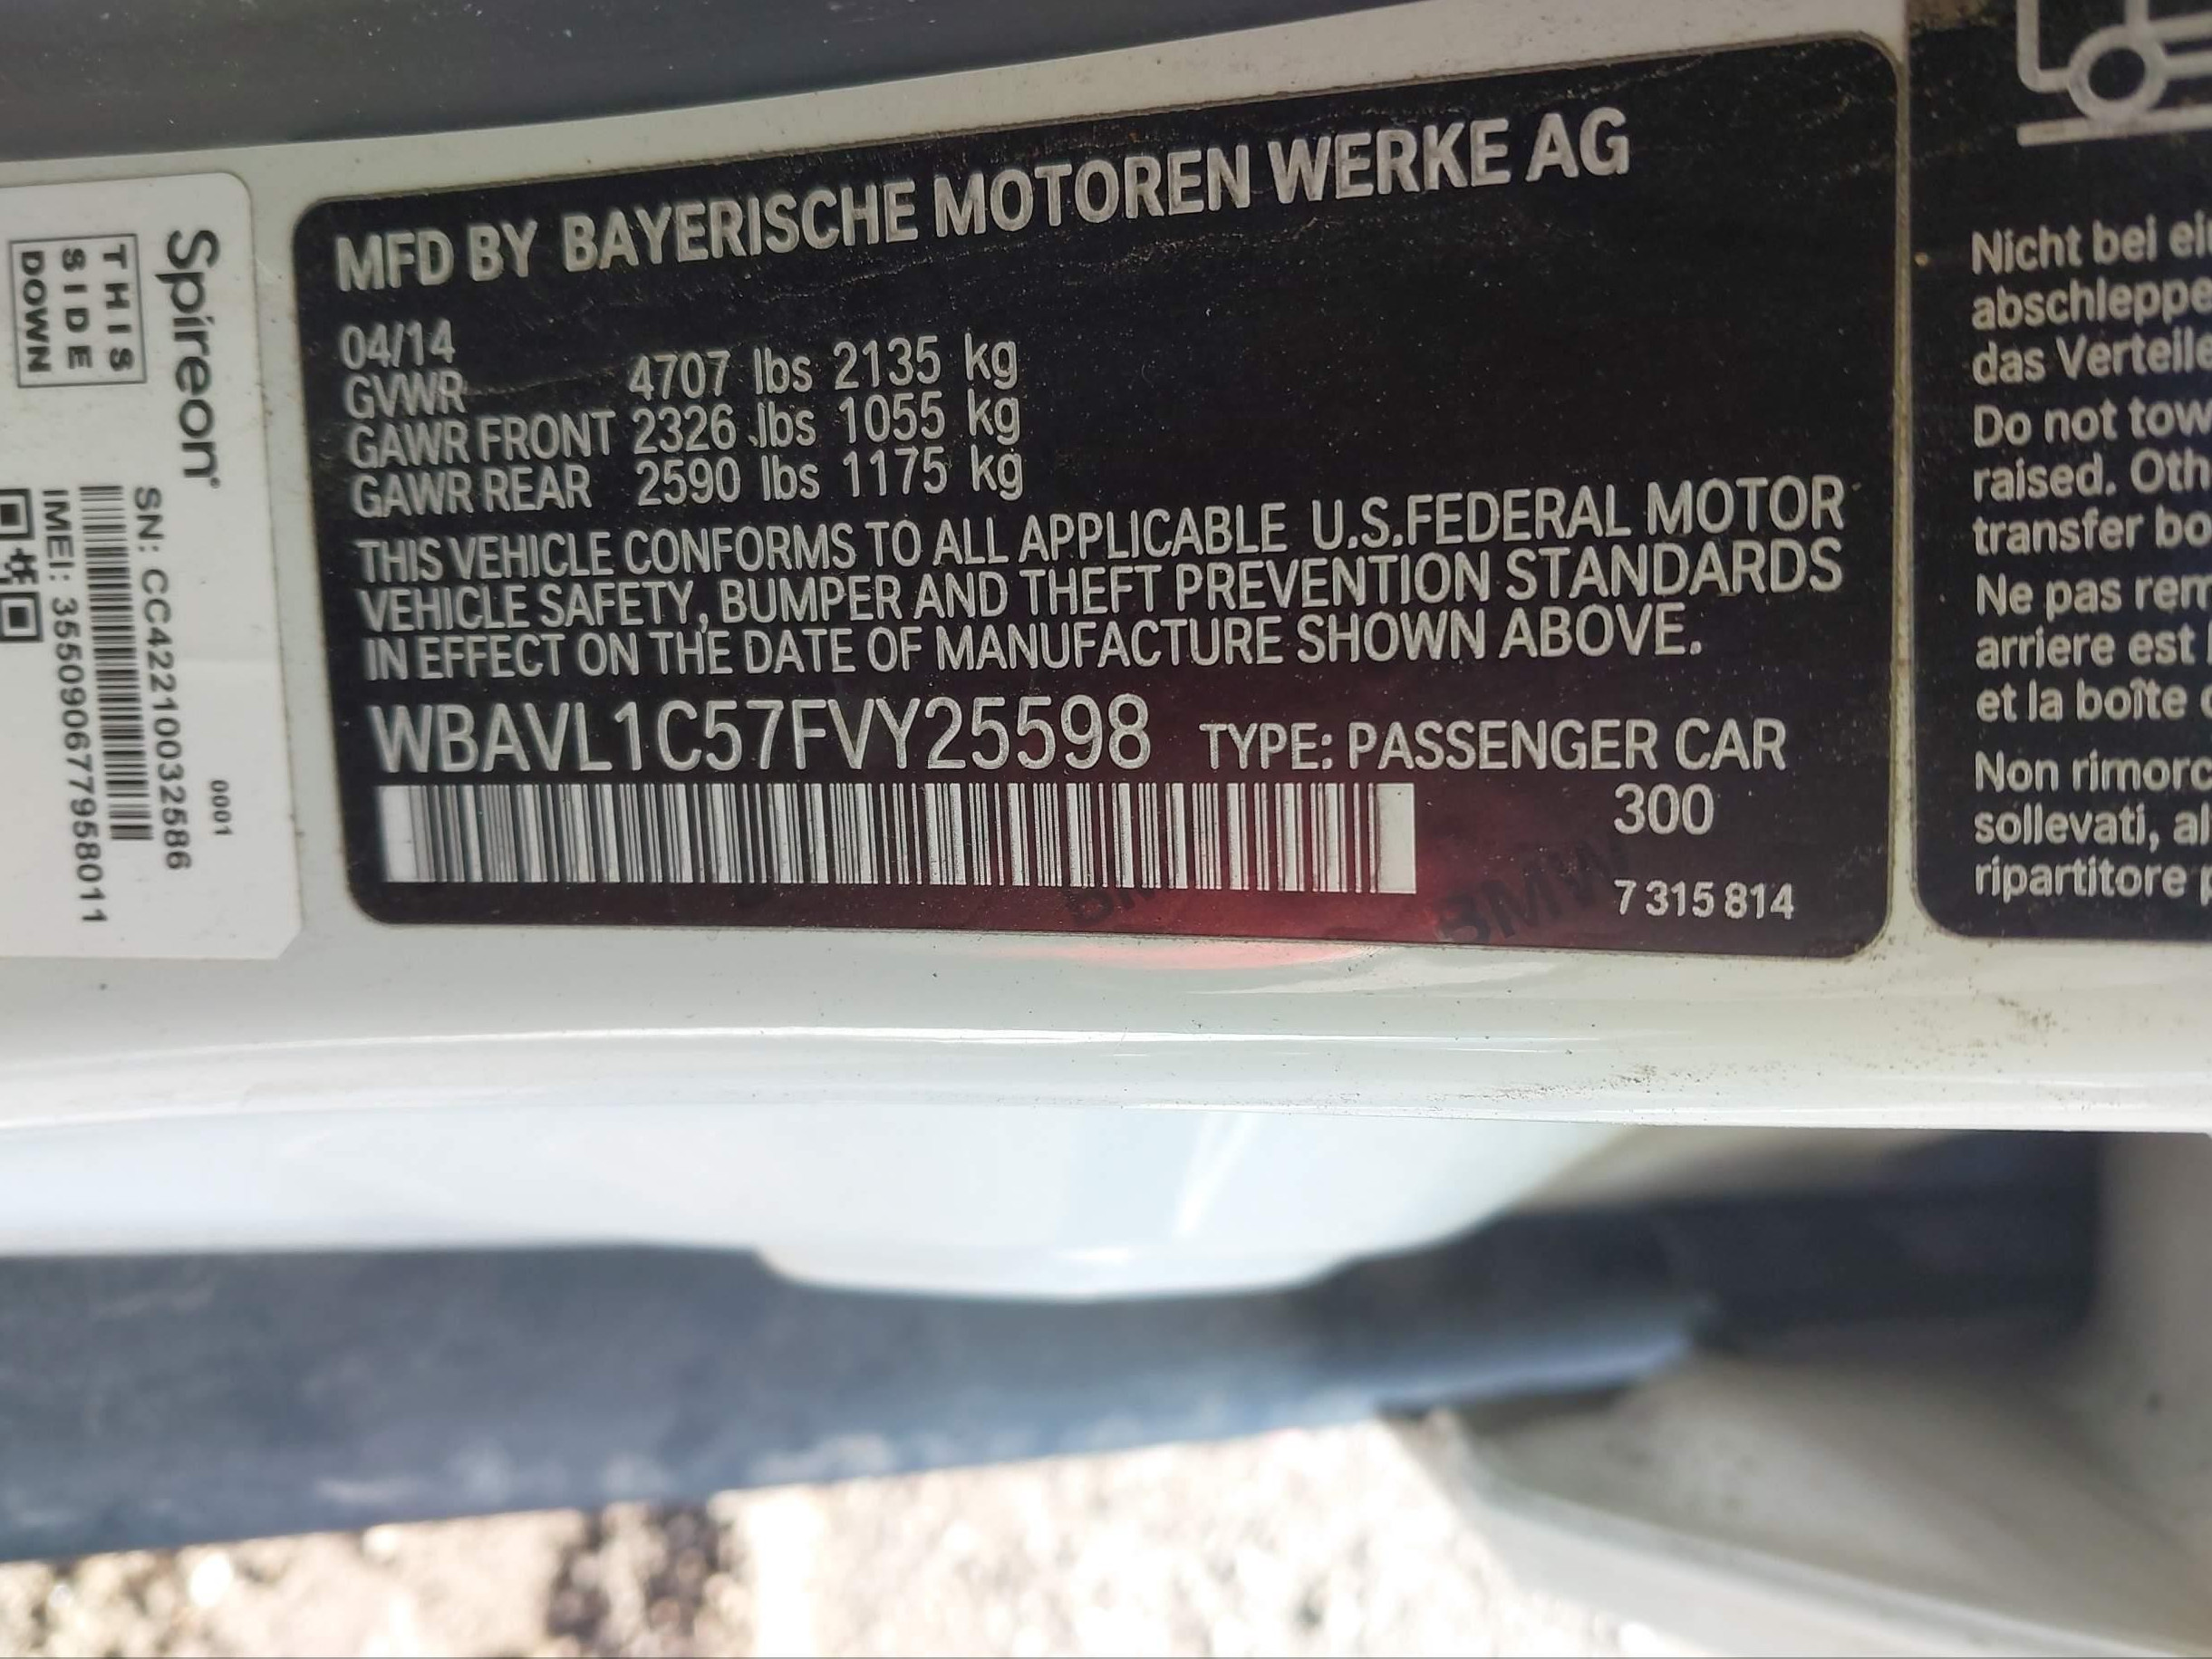 Spireon
THIS
SIDE
DOWN
SN: CC42210032586
IMEI: 355090677958011
0001
MFD BY BAYERISCHE MOTOREN WERKE AG
04/14
GVWR 4707 lbs 2135 kg
GAWR FRONT 2326 lbs 1055 kg
GAWR REAR 2590 lbs 1175 kg
THIS VEHICLE CONFORMS TO ALL APPLICABLE U.S.FEDERAL MOTOR
VEHICLE SAFETY, BUMPER AND THEFT PREVENTION STANDARDS
IN EFFECT ON THE DATE OF MANUFACTURE SHOWN ABOVE.
WBAVL1C57FVY25598 TYPE: PASSENGER CAR
300
BMW
7 315 814
Nicht bei
abschleppe
das Verteile
Do not tow
raised. Oth
transfer bo
Ne pas rem
arriere est
et la boîte
Non rimorc
sollevati, al
ripartitore p